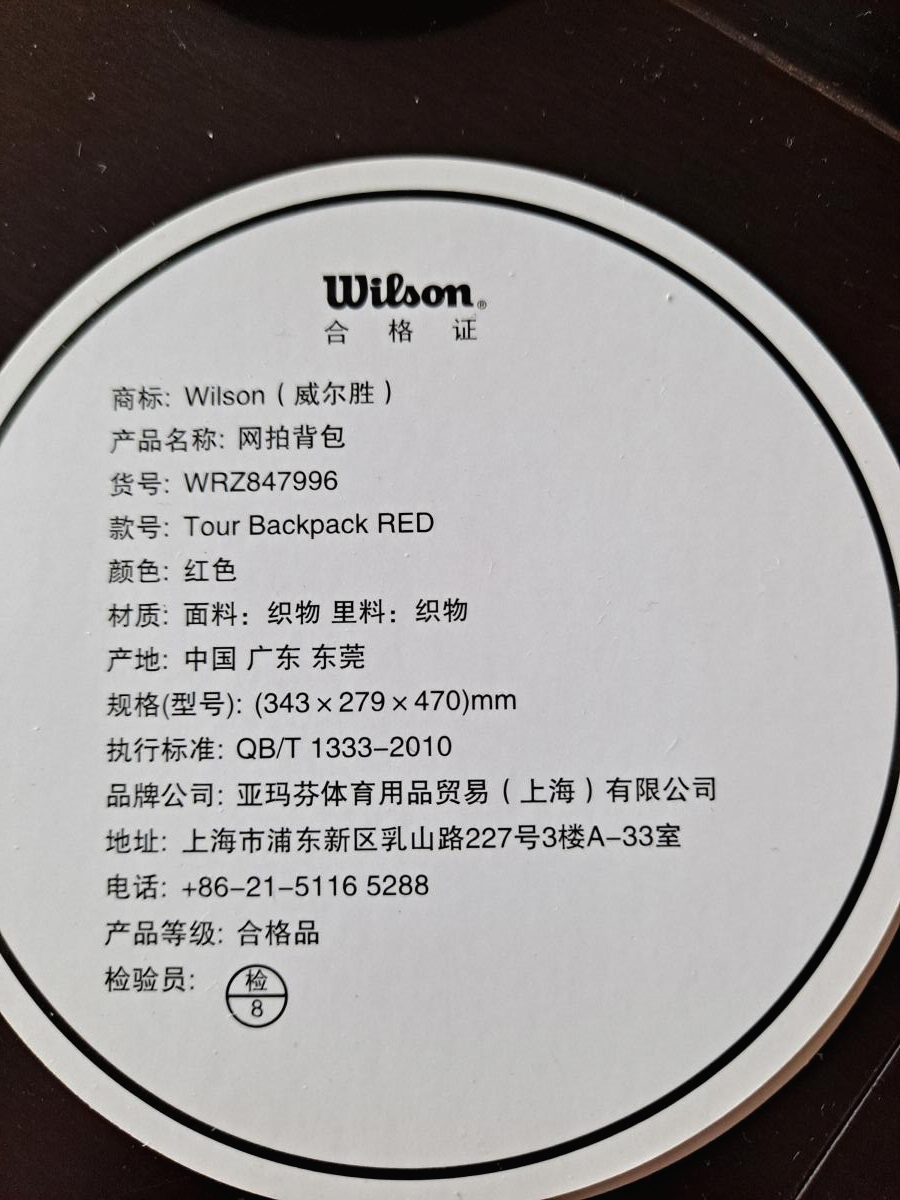 Wilson®
合格证
商标: Wilson（威尔胜）
产品名称: 网拍背包
货号: WRZ847996
款号: Tour Backpack RED
颜色: 红色
材质: 面料：织物 里料：织物
产地: 中国 广东 东莞
规格(型号): (343×279×470)mm
执行标准: QB/T 1333–2010
品牌公司: 亚玛芬体育用品贸易（上海）有限公司
地址: 上海市浦东新区乳山路227号3楼A–33室
电话: +86–21–5116 5288
产品等级: 合格品
检验员: 检
8